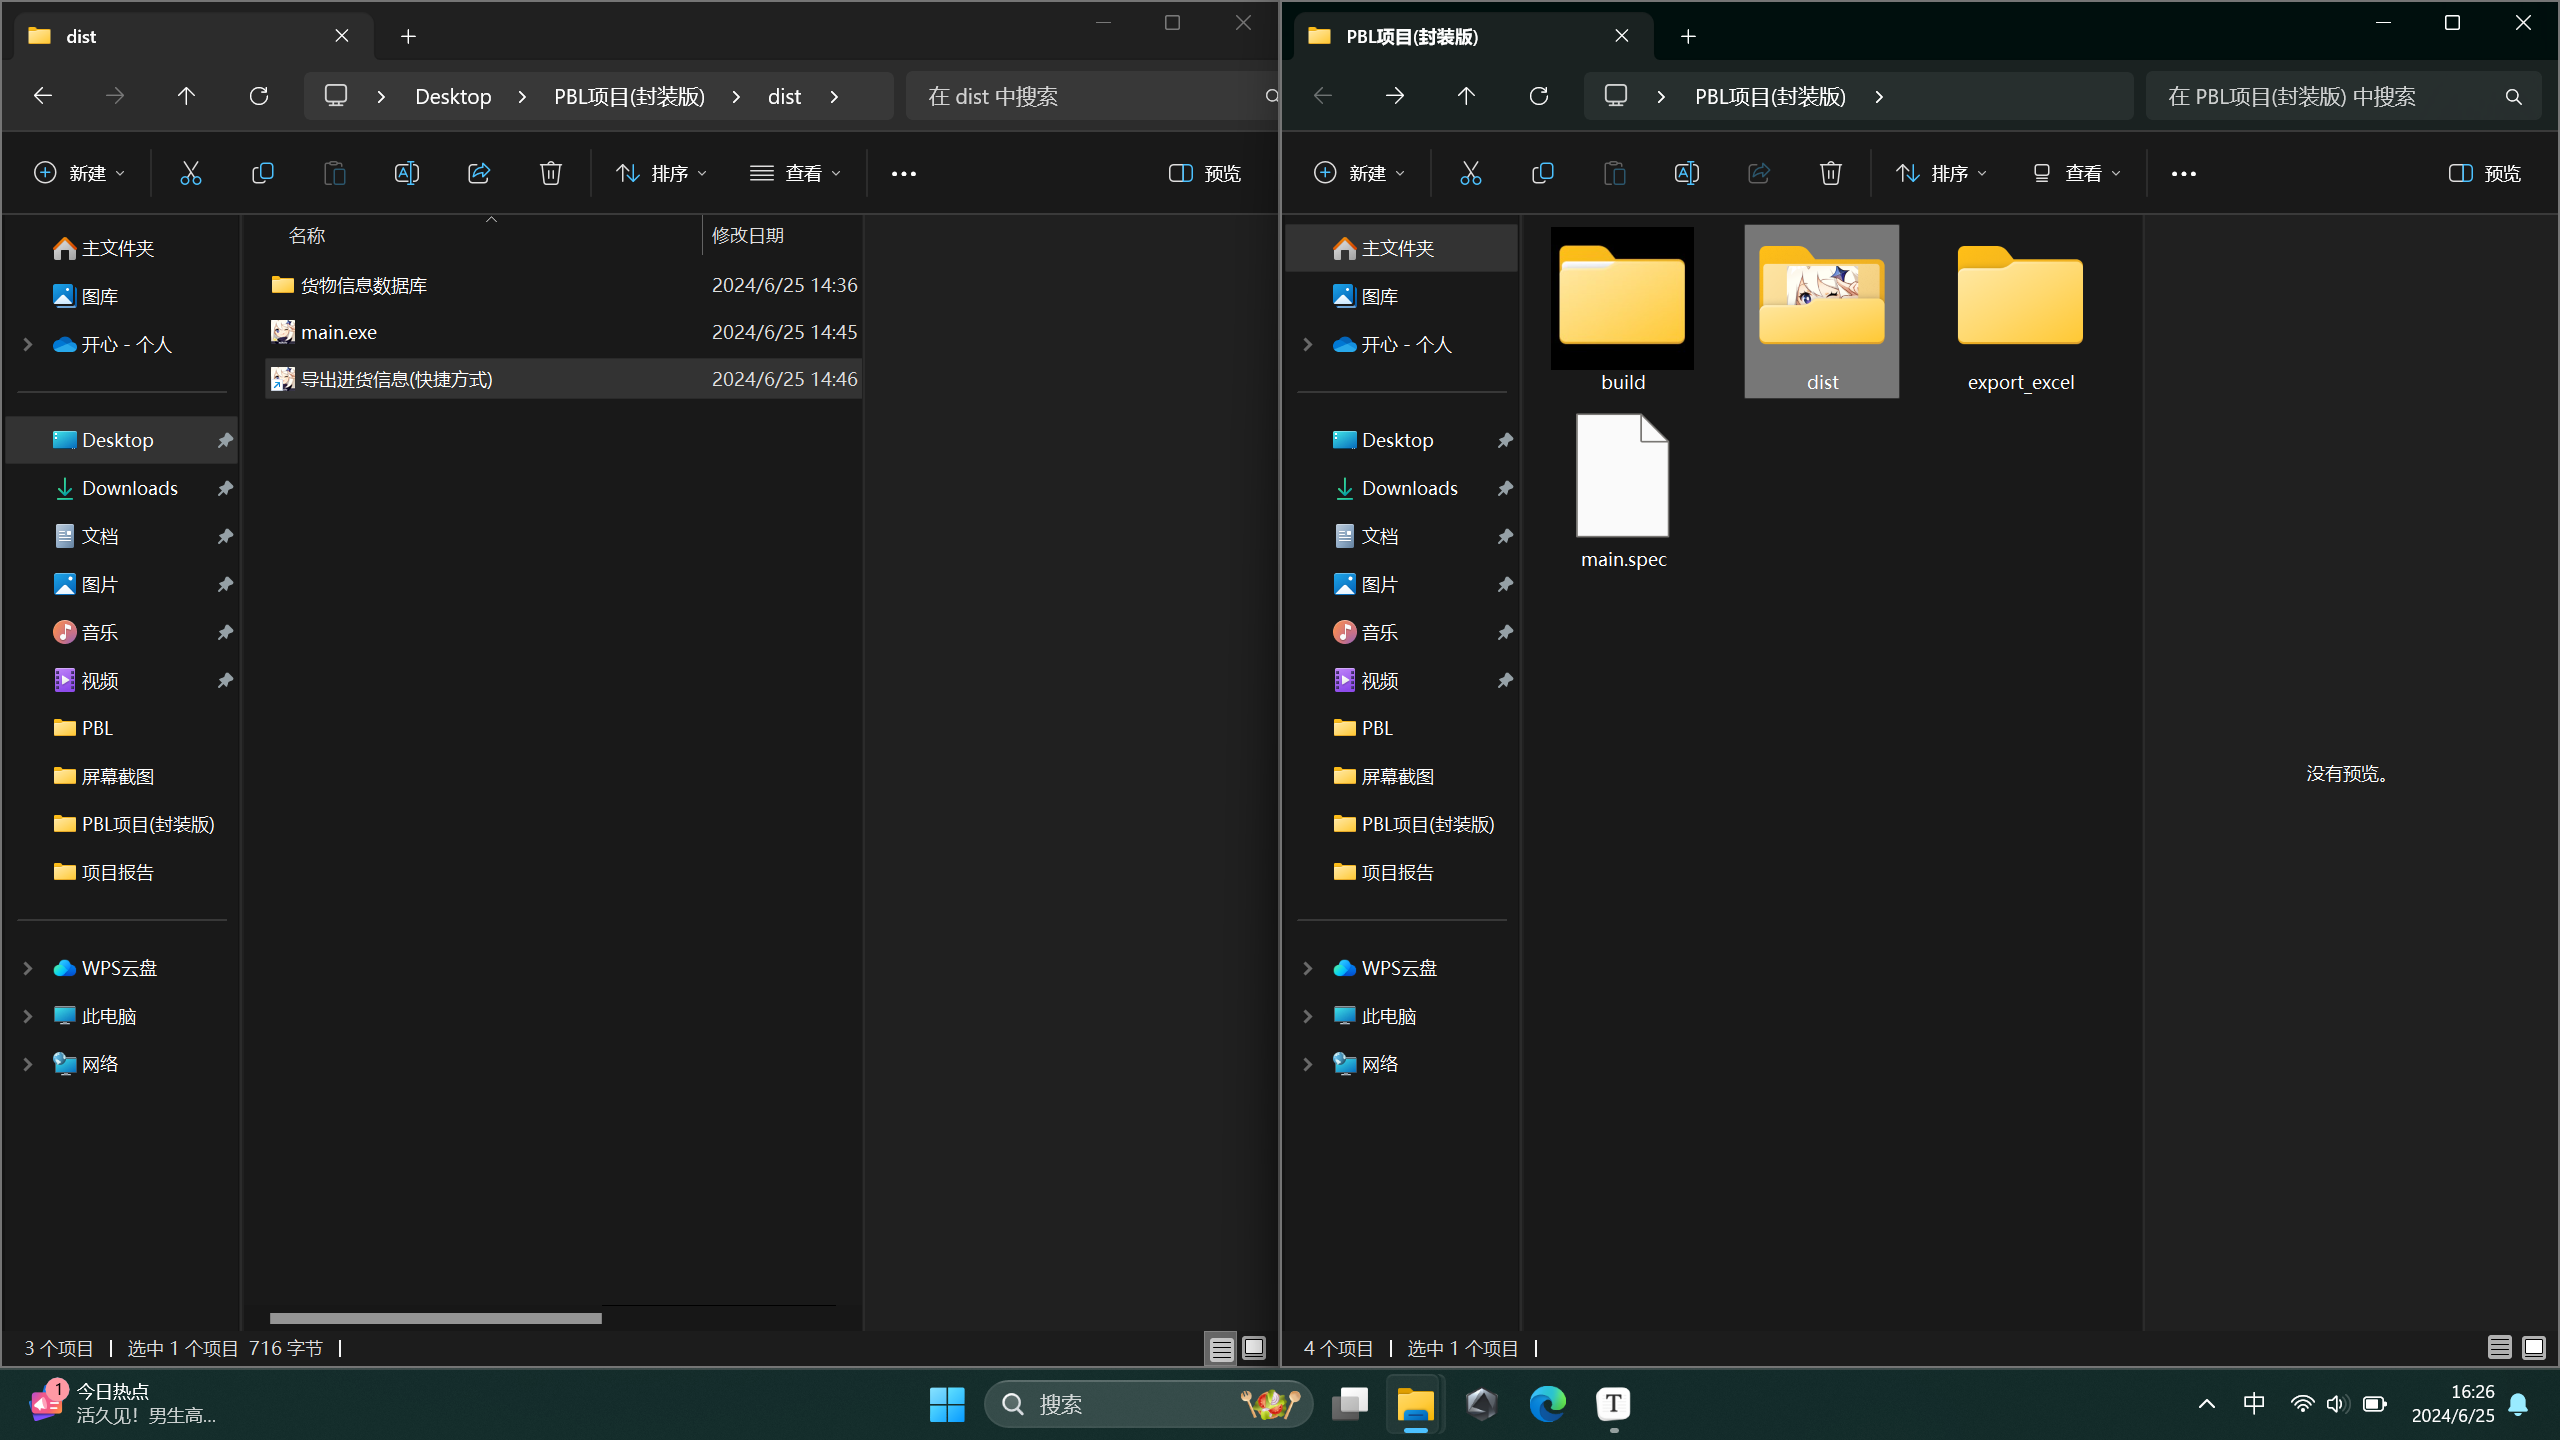 dist
Desktop
PBL项目(封装版)
dist
在 dist 中搜索
新建
排序
查看
预览
主文件夹
图库
开心 - 个人
Desktop
Downloads
文档
图片
音乐
视频
PBL
屏幕截图
PBL项目(封装版)
项目报告
WPS云盘
此电脑
网络
名称
修改日期
货物信息数据库
2024/6/25 14:36
main.exe
2024/6/25 14:45
导出进货信息(快捷方式)
2024/6/25 14:46
3 个项目
选中 1 个项目 716 字节
PBL项目(封装版)
PBL项目(封装版)
在 PBL项目(封装版) 中搜索
新建
排序
查看
预览
主文件夹
图库
开心 - 个人
Desktop
Downloads
文档
图片
音乐
视频
PBL
屏幕截图
PBL项目(封装版)
项目报告
WPS云盘
此电脑
网络
build
dist
export_excel
main.spec
没有预览。
4 个项目
选中 1 个项目
1
今日热点
活久见！男生高...
搜索
T
中
16:26
2024/6/25